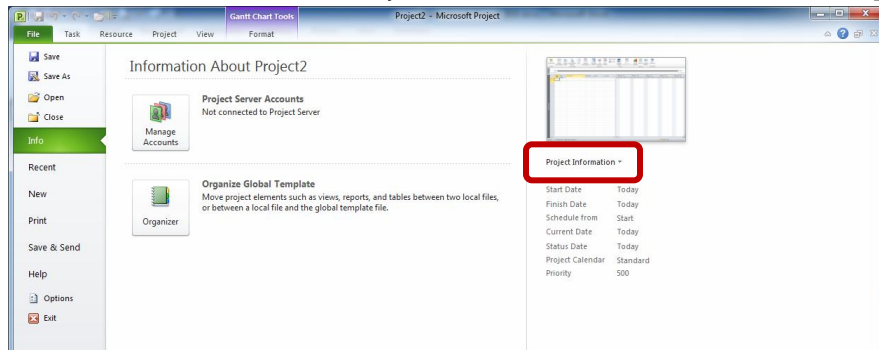 Gantt Chart Tools
Project2 - Microsoft Project
File Task Resource Project View Format
Save
Save As
Open
Close
Info
Recent
New
Print
Save & Send
Help
Options
Exit
Information About Project2
Manage
Accounts
Project Server Accounts
Not connected to Project Server
Organizer
Organize Global Template
Move project elements such as views, reports, and tables between two local files,
or between a local file and the global template file.
Project Information
Start Date Today
Finish Date Today
Schedule from Start
Current Date Today
Status Date Today
Project Calendar Standard
Priority 500